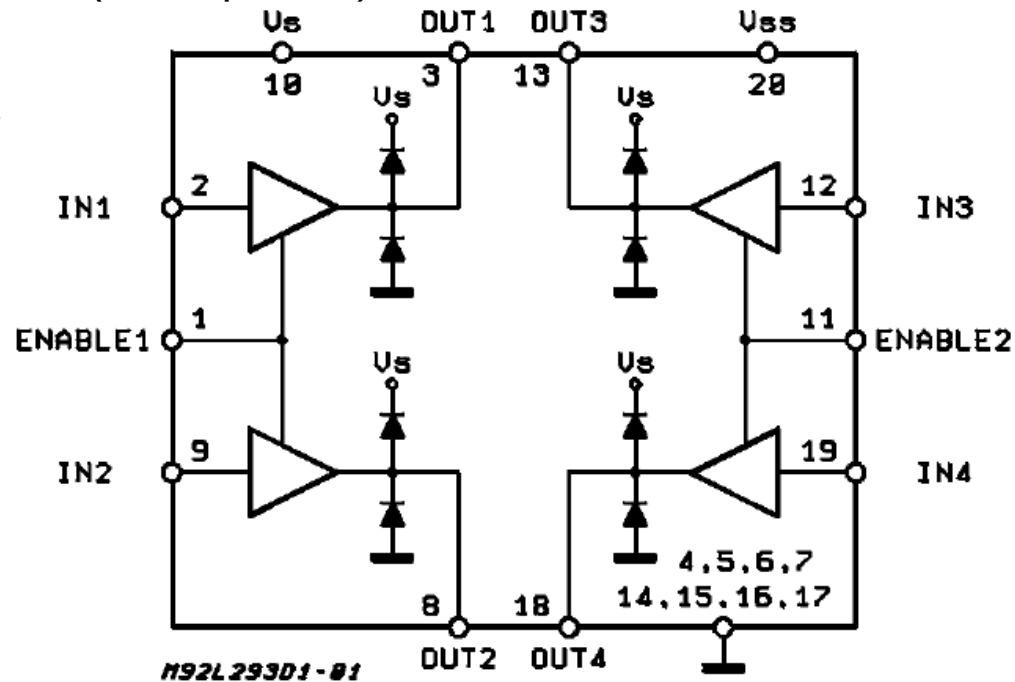 Vs OUT1 OUT3 Vss
10 3 13 20
Vs Vs
2 12
IN1 IN3
1 11
ENABLE1 ENABLE2
Vs Vs
9 19
IN2 IN4
4,5,6,7
8 18 14,15,16,17
OUT2 OUT4
M92L293D1-01